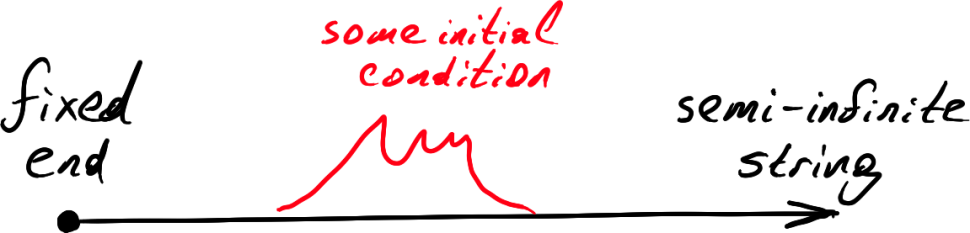 some initial
condition
fixed
end
semi-infinite
string